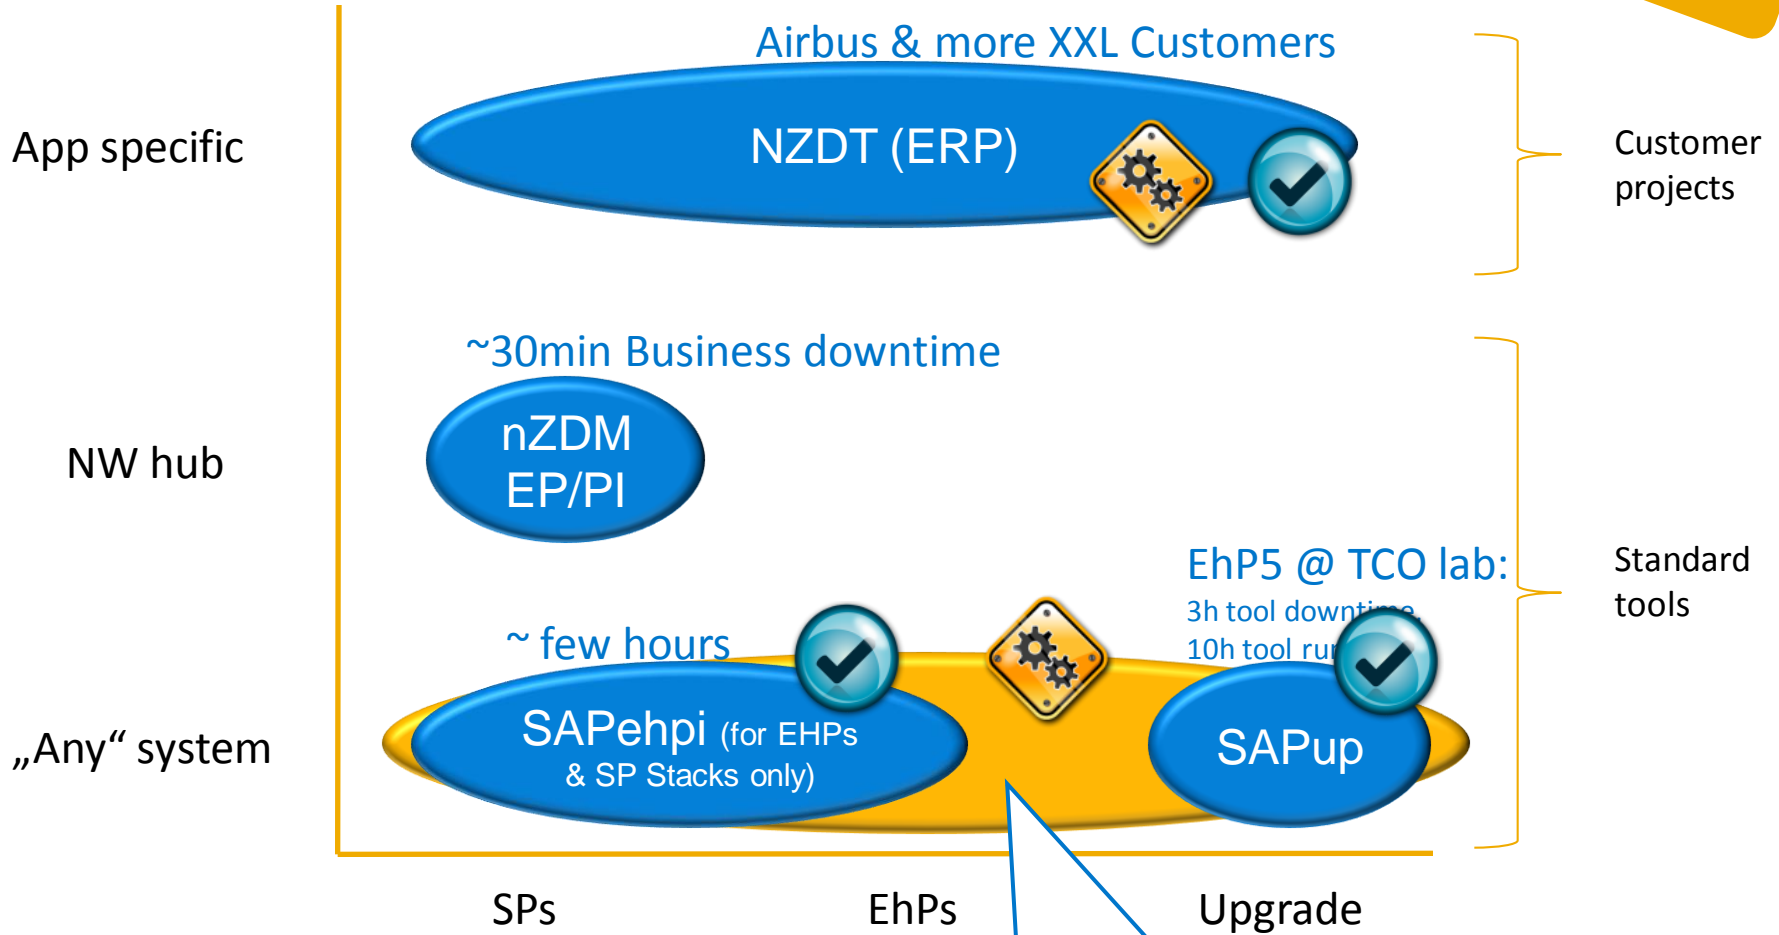 Airbus & more XXL Customers
App specific
NZDT (ERP)
Customer
projects
~30min Business downtime
NW hub
nZDM
EP/PI
EhP5 @ TCO lab:
3h tool downtime,
10h tool
Standard
tools
~ few hours
„Any“ system
SAPehpi (for EHPs
& SP Stacks only)
SAPup
SPs
EhPs
Upgrade